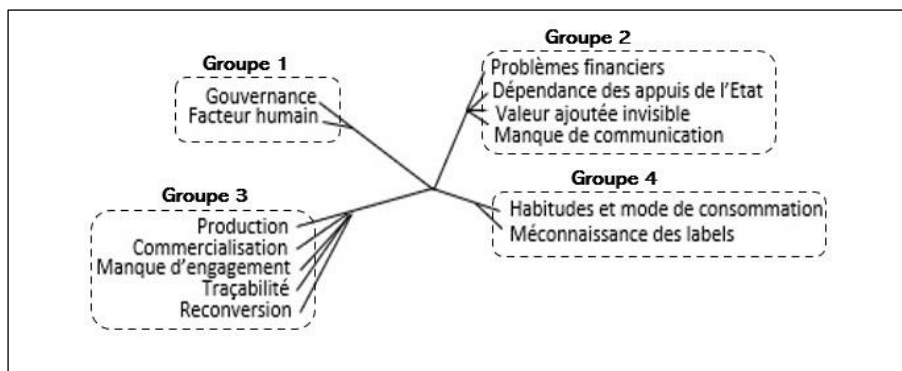 Groupe 1
Gouvernance
Facteur humain
Groupe 2
Problèmes financiers
Dépendance des appuis de l'Etat
Valeur ajoutée invisible
Manque de communication
Groupe 3
Production
Commercialisation
Manque d'engagement
Traçabilité
Reconversion
Groupe 4
Habitudes et mode de consommation
Méconnaissance des labels